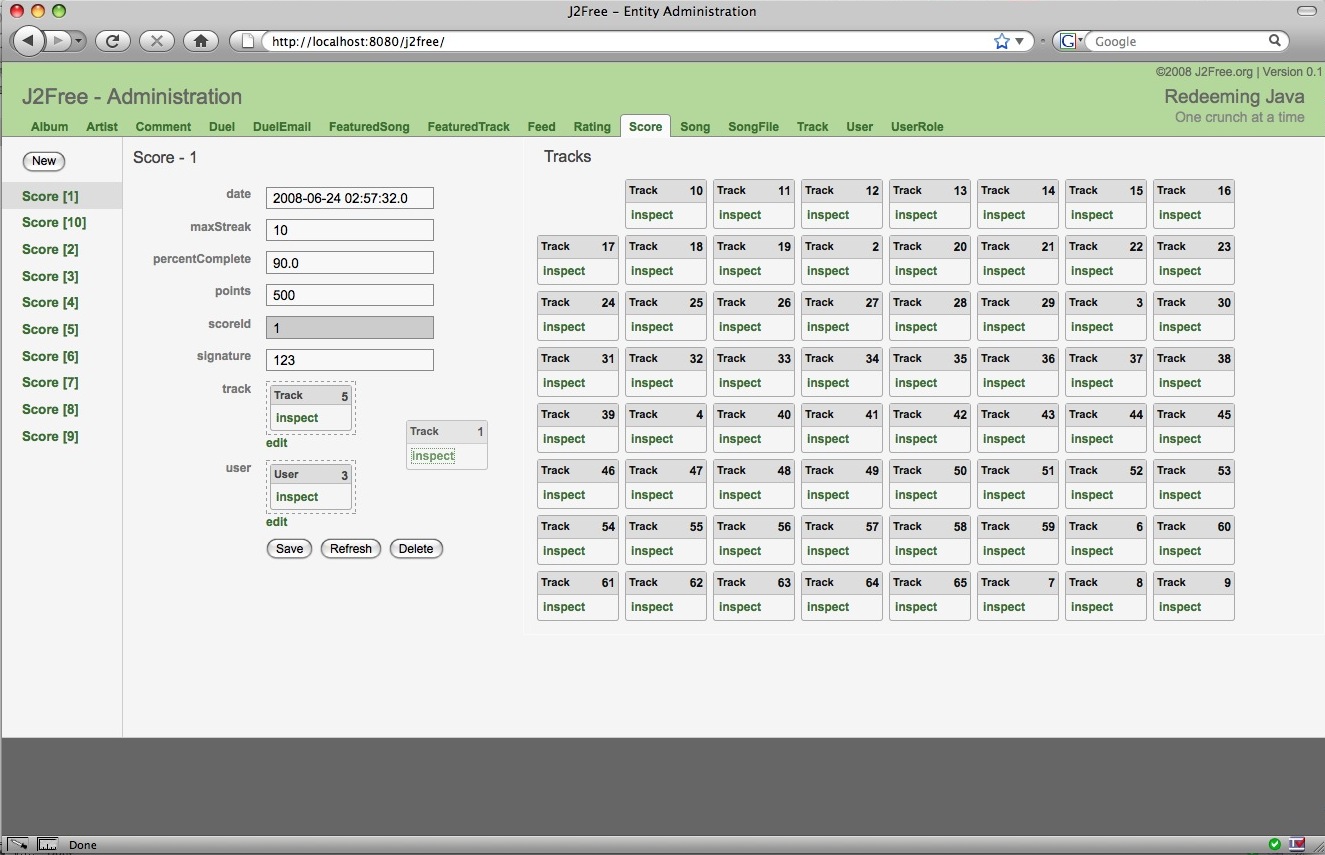 J2Free - Entity Administration
http://localhost:8080/j2free/
G Google
©2008 J2Free.org | Version 0.1
J2Free - Administration
Redeeming Java
One crunch at a time
Album Artist Comment Duel DuelEmail FeaturedSong FeaturedTrack Feed Rating Score Song SongFile Track User UserRole
New
Score [1]
Score [10]
Score [2]
Score [3]
Score [4]
Score [5]
Score [6]
Score [7]
Score [8]
Score [9]
Score - 1
date 2008-06-24 02:57:32.0
maxStreak 10
percentComplete 90.0
points 500
scoreId 1
signature 123
track Track 5
inspect
edit
user User 3
inspect
edit
Save Refresh Delete
Track 1
inspect
Tracks
Track 10 Track 11 Track 12 Track 13 Track 14 Track 15 Track 16
inspect inspect inspect inspect inspect inspect inspect
Track 17 Track 18 Track 19 Track 2 Track 20 Track 21 Track 22 Track 23
inspect inspect inspect inspect inspect inspect inspect inspect
Track 24 Track 25 Track 26 Track 27 Track 28 Track 29 Track 3 Track 30
inspect inspect inspect inspect inspect inspect inspect inspect
Track 31 Track 32 Track 33 Track 34 Track 35 Track 36 Track 37 Track 38
inspect inspect inspect inspect inspect inspect inspect inspect
Track 39 Track 4 Track 40 Track 41 Track 42 Track 43 Track 44 Track 45
inspect inspect inspect inspect inspect inspect inspect inspect
Track 46 Track 47 Track 48 Track 49 Track 50 Track 51 Track 52 Track 53
inspect inspect inspect inspect inspect inspect inspect inspect
Track 54 Track 55 Track 56 Track 57 Track 58 Track 59 Track 6 Track 60
inspect inspect inspect inspect inspect inspect inspect inspect
Track 61 Track 62 Track 63 Track 64 Track 65 Track 7 Track 8 Track 9
inspect inspect inspect inspect inspect inspect inspect inspect
Done